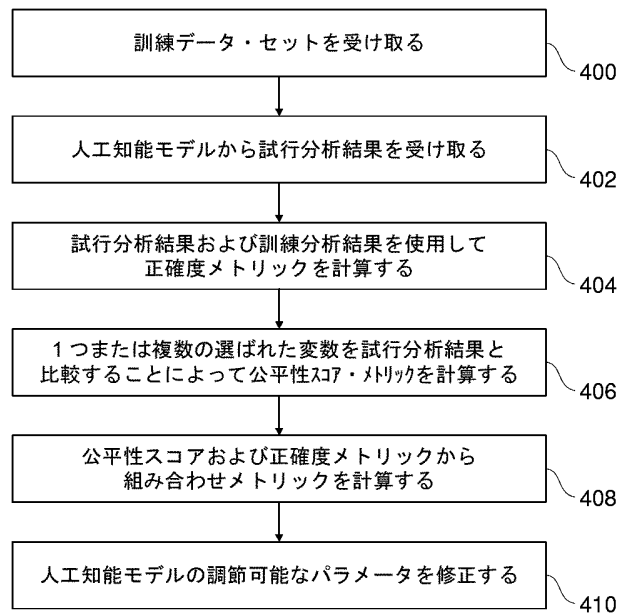 訓練データ・セットを受け取る
400
人工知能モデルから試行分析結果を受け取る
402
試行分析結果および訓練分析結果を使用して
正確度メトリックを計算する
404
1つまたは複数の選ばれた変数を試行分析結果と
比較することによって公平性ｽｺｱ・ﾒﾄﾘｯｸを計算する
406
公平性スコアおよび正確度メトリックから
組み合わせメトリックを計算する
408
人工知能モデルの調節可能なパラメータを修正する
410